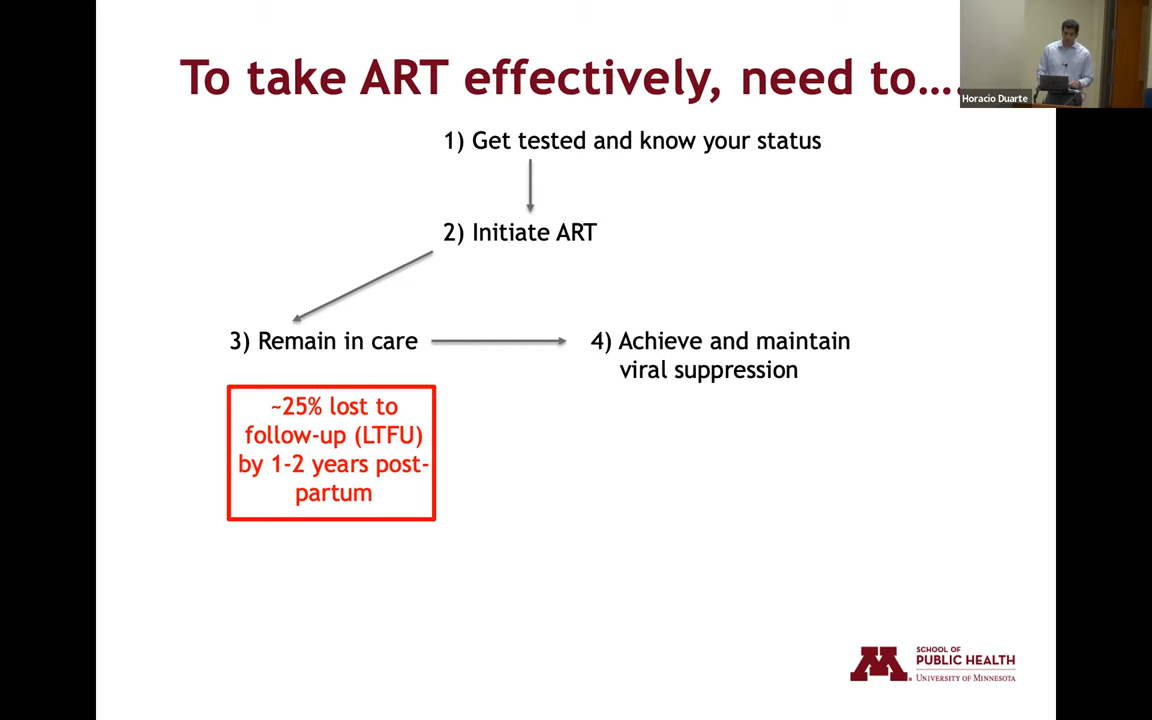 To take ART effectively, need to….
Horacio Duarte
1) Get tested and know your status
2) Initiate ART
3) Remain in care
4) Achieve and maintain
viral suppression
~25% lost to
follow-up (LTFU)
by 1-2 years post-
partum
SCHOOL OF
PUBLIC HEALTH
UNIVERSITY OF MINNESOTA